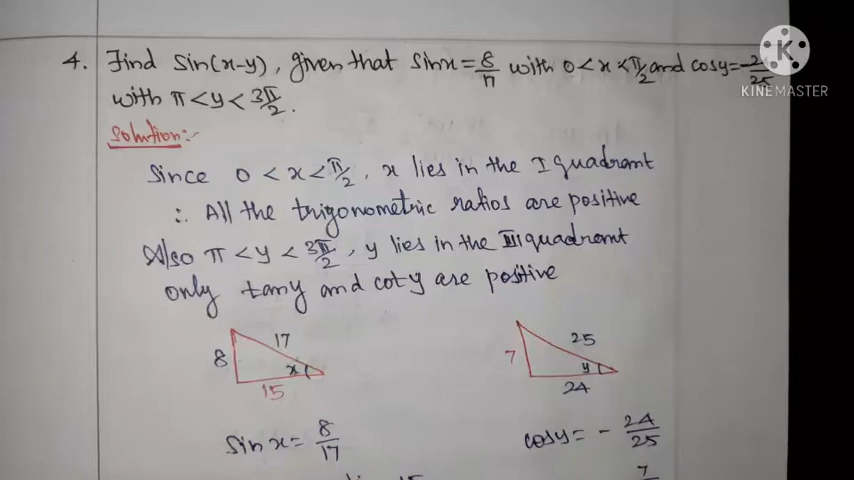 4. Find sin(x-y), given that sinx = 8/17 with 0 < x < π/2 and cosy = -24/25
K
KINEMASTER
with π < y < 3π/2.
Solution:-
Since 0 < x < π/2, x lies in the I quadrant
∴ All the trigonometric ratios are positive
Also π < y < 3π/2, y lies in the III quadrant
only tany and coty are positive
8 17 x 15
7 25 y 24
sinx = 8/17
cosy = - 24/25
15
7